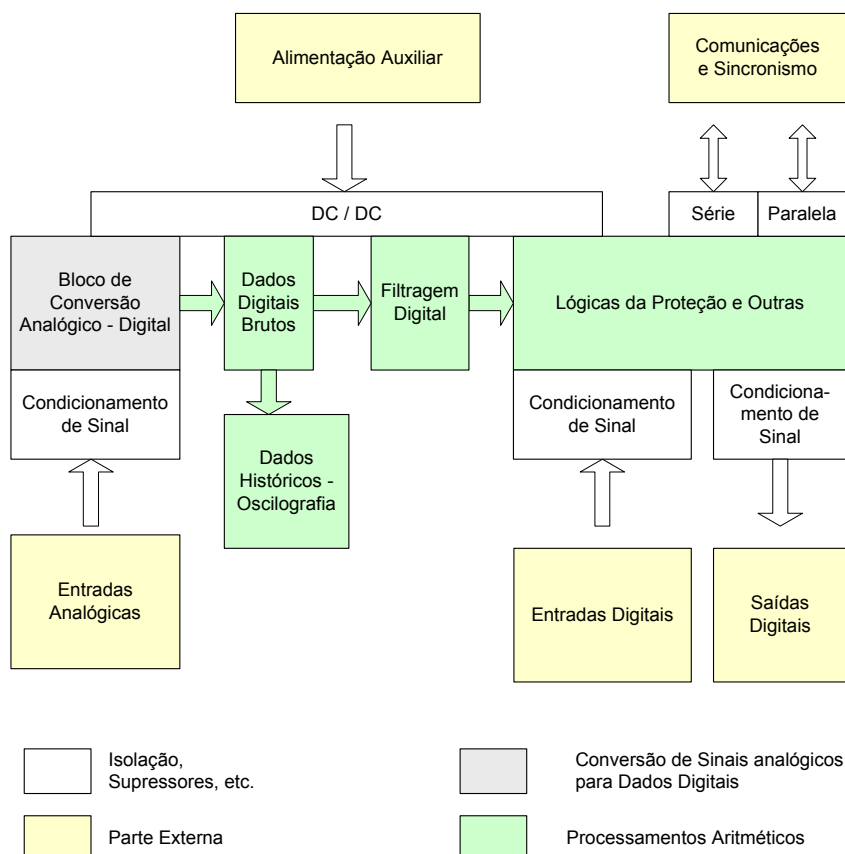 Alimentação Auxiliar
Comunicações
e Sincronismo
DC / DC
Série
Paralela
Bloco de
Conversão
Analógico - Digital
Dados
Digitais
Brutos
Filtragem
Digital
Lógicas da Proteção e Outras
Condicionamento
de Sinal
Condicionamento
de Sinal
Condiciona-
mento de
Sinal
Dados
Históricos -
Oscilografia
Entradas
Analógicas
Entradas Digitais
Saídas
Digitais
Isolação,
Supressores, etc.
Conversão de Sinais analógicos
para Dados Digitais
Parte Externa
Processamentos Aritméticos